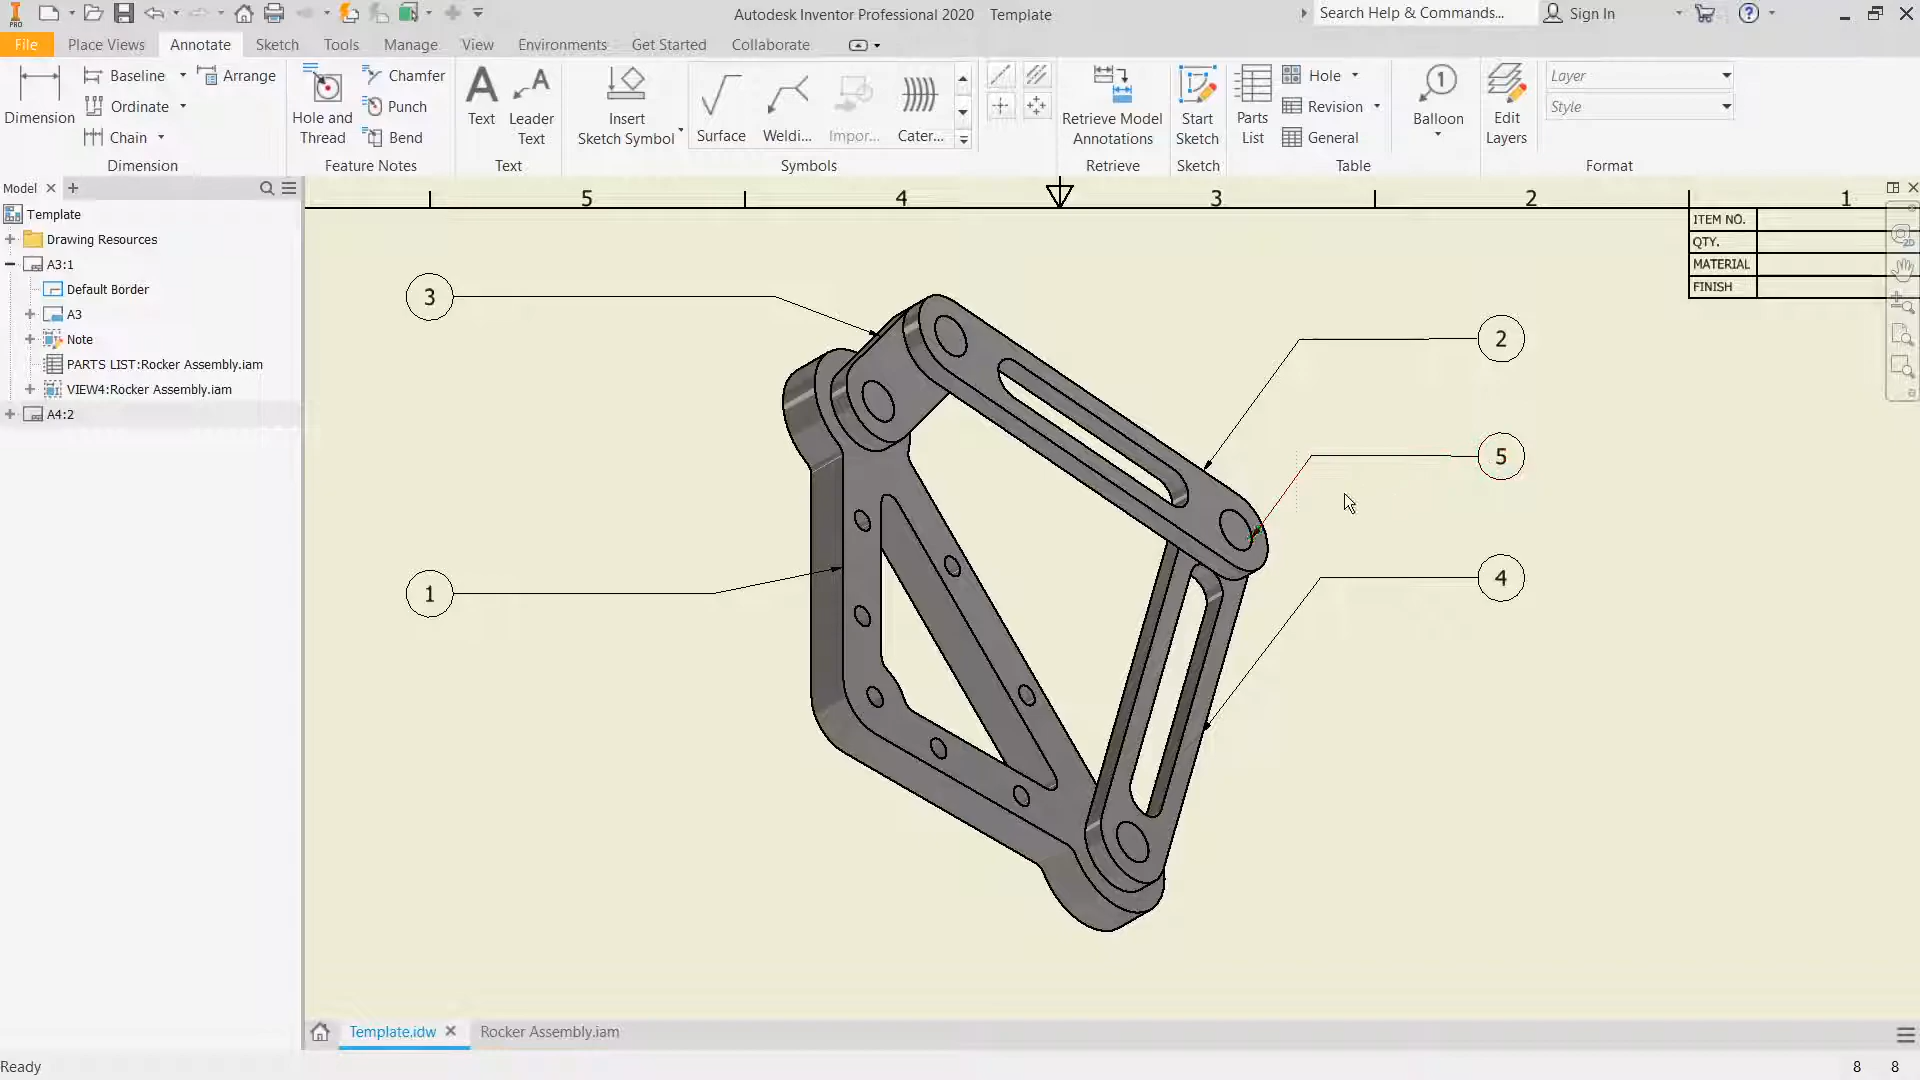 PRO
Autodesk Inventor Professional 2020 Template
Search Help & Commands...
Sign In
File Place Views Annotate Sketch Tools Manage View Environments Get Started Collaborate
Dimension
Baseline
Arrange
Ordinate
Chain
Dimension
Hole and Thread
Chamfer
Punch
Bend
Feature Notes
Text
Leader Text
Text
Insert
Sketch Symbol
Surface
Weldi...
Impor...
Cater...
Symbols
Retrieve Model
Annotations
Retrieve
Start
Sketch
Sketch
Parts
List
Hole
Revision
General
Table
1
Balloon
Edit
Layers
Layer
Style
Format
Model
Template
Drawing Resources
A3:1
Default Border
A3
Note
PARTS LIST:Rocker Assembly.iam
VIEW4:Rocker Assembly.iam
A4:2
5 4 3 2 1
ITEM NO.
QTY.
MATERIAL
FINISH
2D
3
2
5
4
1
Template.idw
Rocker Assembly.iam
Ready
8 8